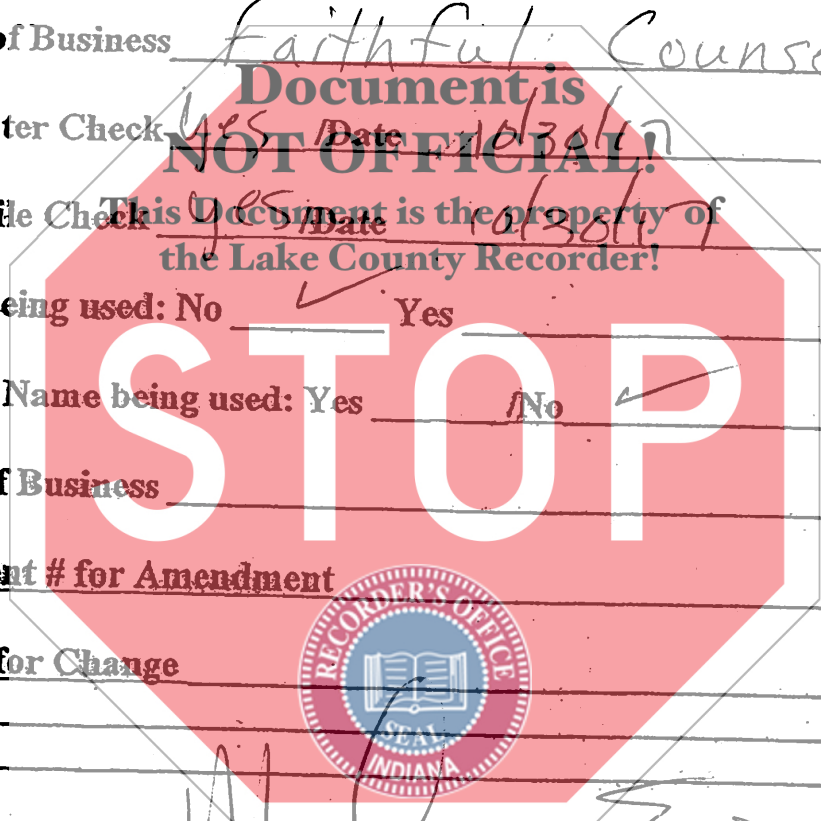 of Business Faithful Counse
Document is
ter Check yes /Date 10/30/17
NOT OFFICIAL!
This Document is the property of
ile Check yes /Date 10/30/17
the Lake County Recorder!
eing used: No ✓ Yes
STOP
Name being used: Yes /No ✓
f Business
nt # for Amendment
RECORDER'S OFFICE
for Change
SEAL
INDIANA